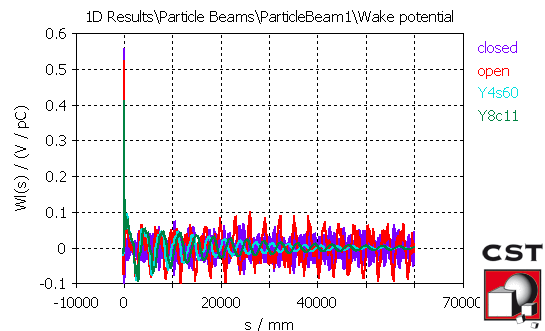 1D Results\Particle Beams\ParticleBeam1\Wake potential
0.6
0.5
0.4
0.3
0.2
0.1
0
-0.1
Wl(s) / (V / pC)
-10000 0 20000 40000 70000
s / mm
closed
open
Y4s60
Y8c11
CST